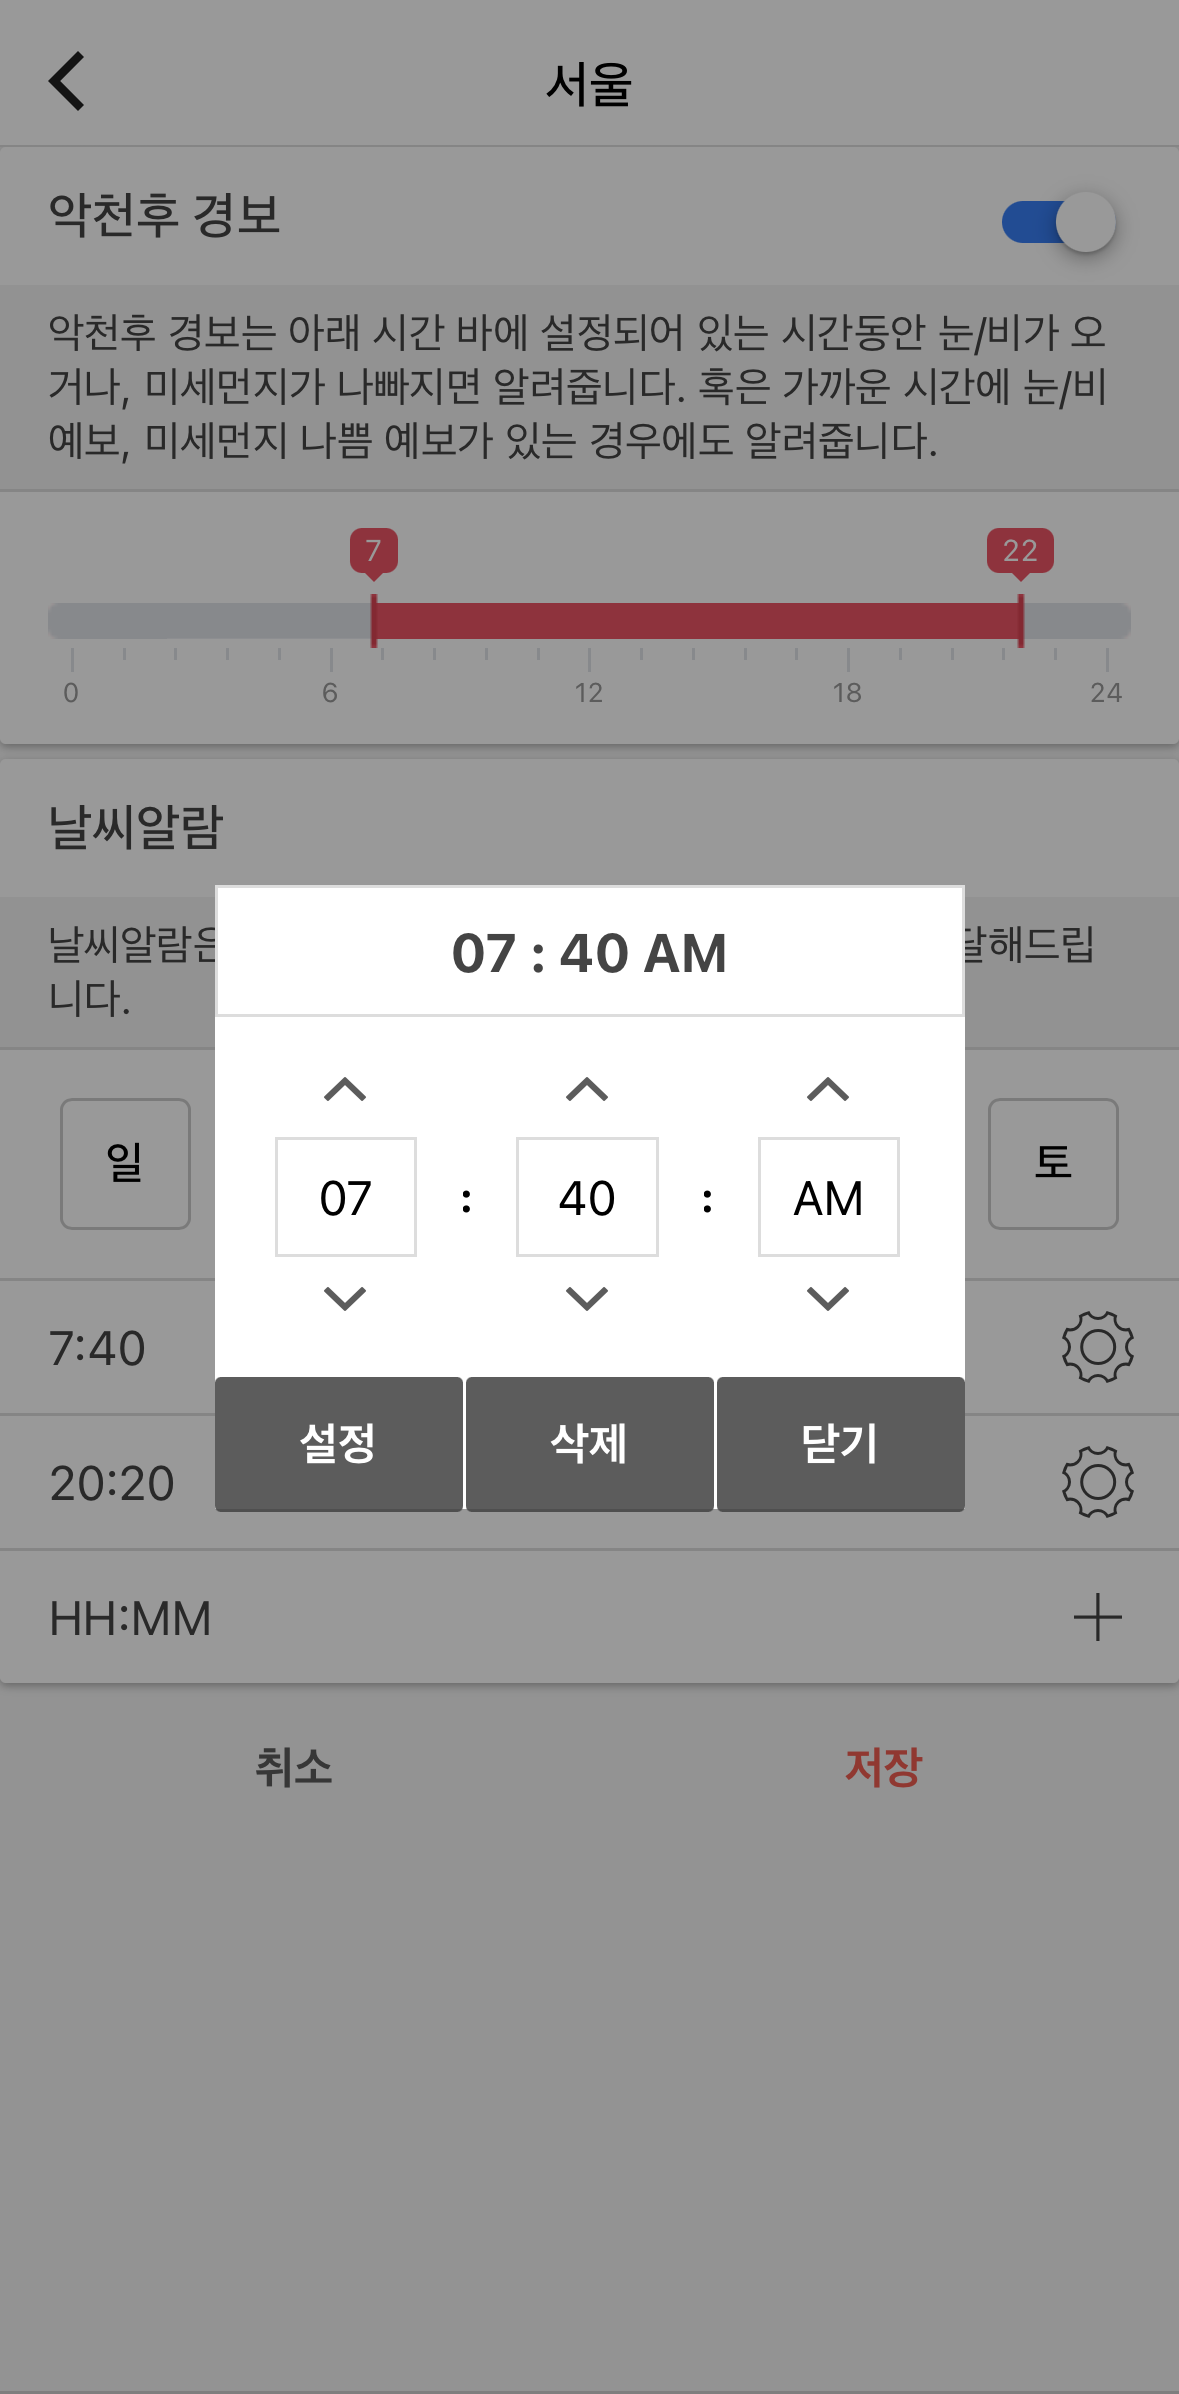 서울
악천후 경보
악천후 경보는 아래 시간 바에 설정되어 있는 시간동안 눈/비가 오
거나, 미세먼지가 나빠지면 알려줍니다. 혹은 가까운 시간에 눈/비
예보, 미세먼지 나쁨 예보가 있는 경우에도 알려줍니다.
7 22
0 6 12 18 24
날씨알람
날씨알람은 달해드립
니다.
07 : 40 AM
일 토
07 : 40 : AM
7:40
설정 삭제 닫기
20:20
HH:MM
취소 저장